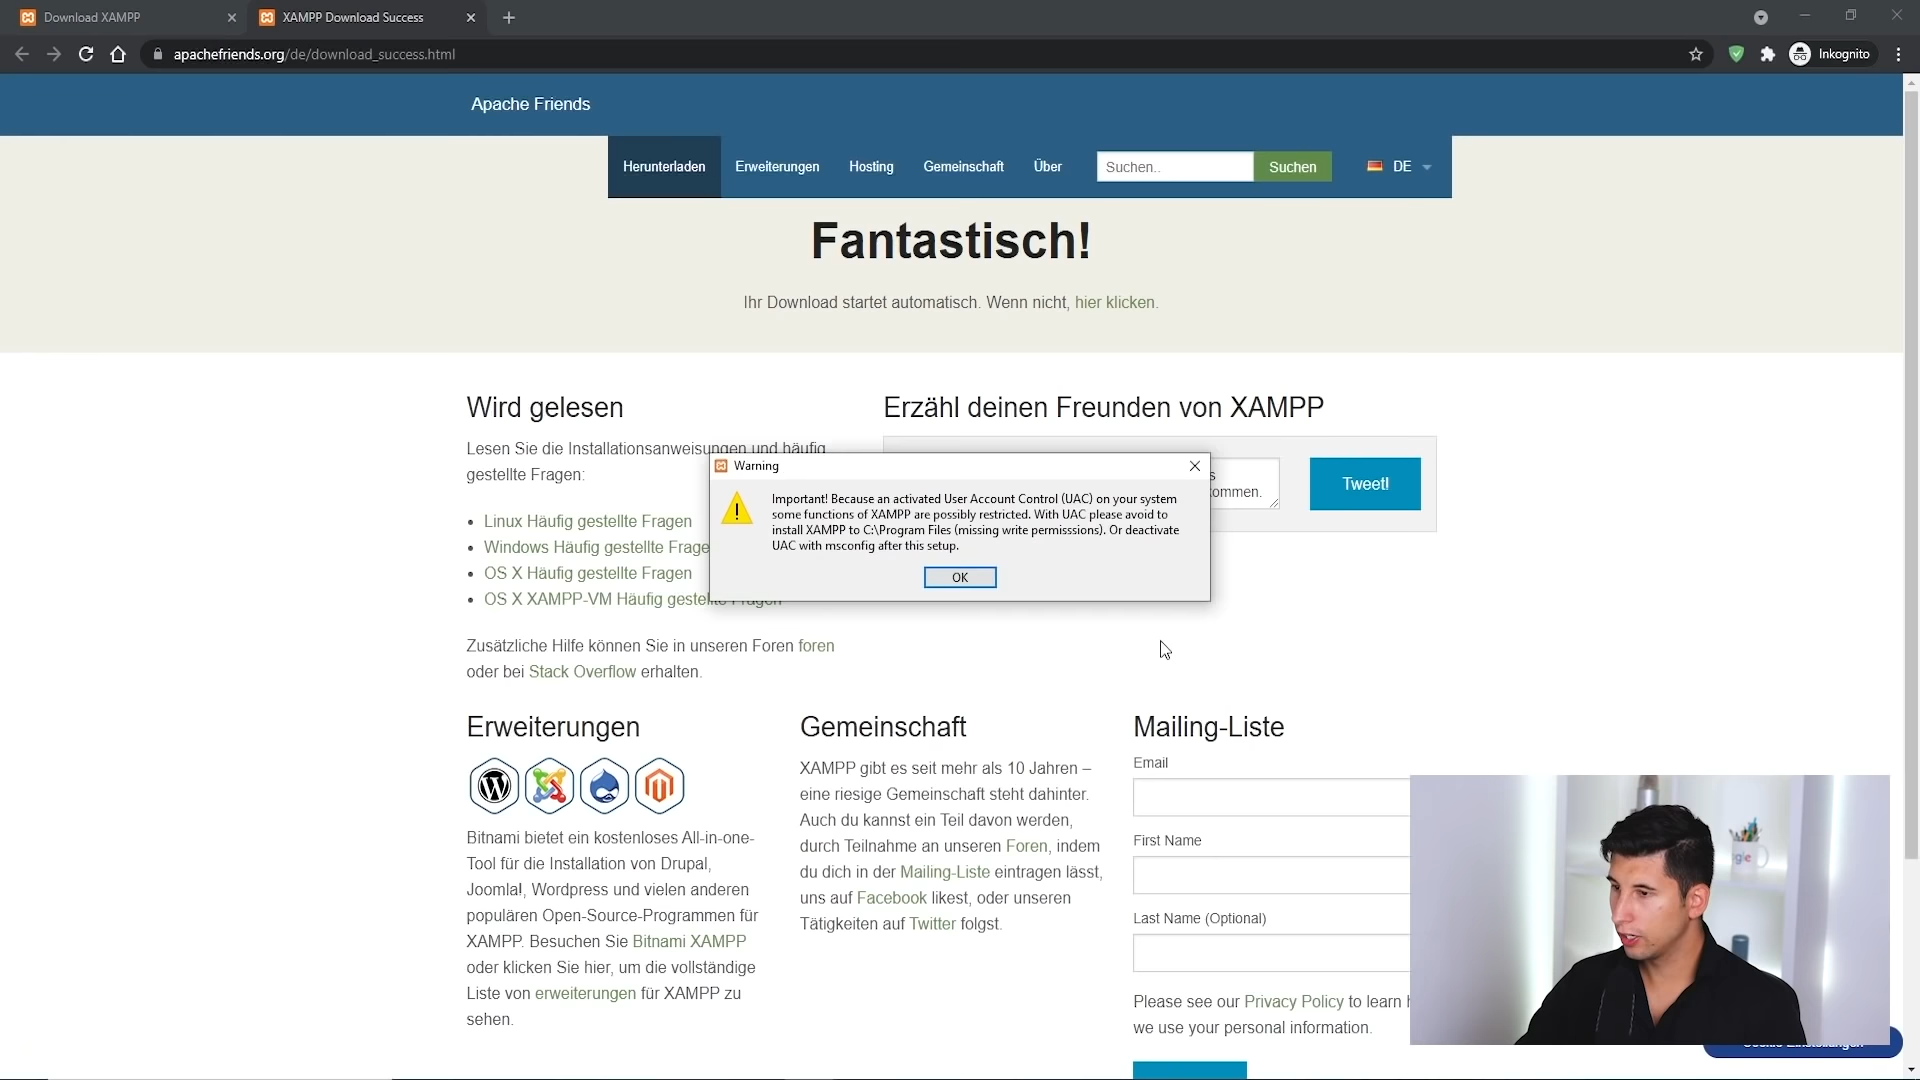 Download XAMPP
XAMPP Download Success
apachefriends.org/de/download_success.html
Inkognito
Apache Friends
Herunterladen
Erweiterungen
Hosting
Gemeinschaft
Über
Suchen..
Suchen
DE
Fantastisch!
Ihr Download startet automatisch. Wenn nicht, hier klicken.
Wird gelesen
Lesen Sie die Installationsanweisungen und häufig
gestellte Fragen:
Linux Häufig gestellte Fragen
Windows Häufig gestellte Frage
OS X Häufig gestellte Fragen
OS X XAMPP-VM Häufig gestellte Fragen
Zusätzliche Hilfe können Sie in unseren Foren foren
oder bei Stack Overflow erhalten.
Erzähl deinen Freunden von XAMPP
s
ommen.
Tweet!
Warning
Important! Because an activated User Account Control (UAC) on your system
some functions of XAMPP are possibly restricted. With UAC please avoid to
install XAMPP to C:\Program Files (missing write permisssions). Or deactivate
UAC with msconfig after this setup.
OK
Erweiterungen
Bitnami bietet ein kostenloses All-in-one-
Tool für die Installation von Drupal,
Joomla!, Wordpress und vielen anderen
populären Open-Source-Programmen für
XAMPP. Besuchen Sie Bitnami XAMPP
oder klicken Sie hier, um die vollständige
Liste von erweiterungen für XAMPP zu
sehen.
Gemeinschaft
XAMPP gibt es seit mehr als 10 Jahren –
eine riesige Gemeinschaft steht dahinter.
Auch du kannst ein Teil davon werden,
durch Teilnahme an unseren Foren, indem
du dich in der Mailing-Liste eintragen lässt,
uns auf Facebook likest, oder unseren
Tätigkeiten auf Twitter folgst.
Mailing-Liste
Email
First Name
Last Name (Optional)
Please see our Privacy Policy to learn h
we use your personal information.